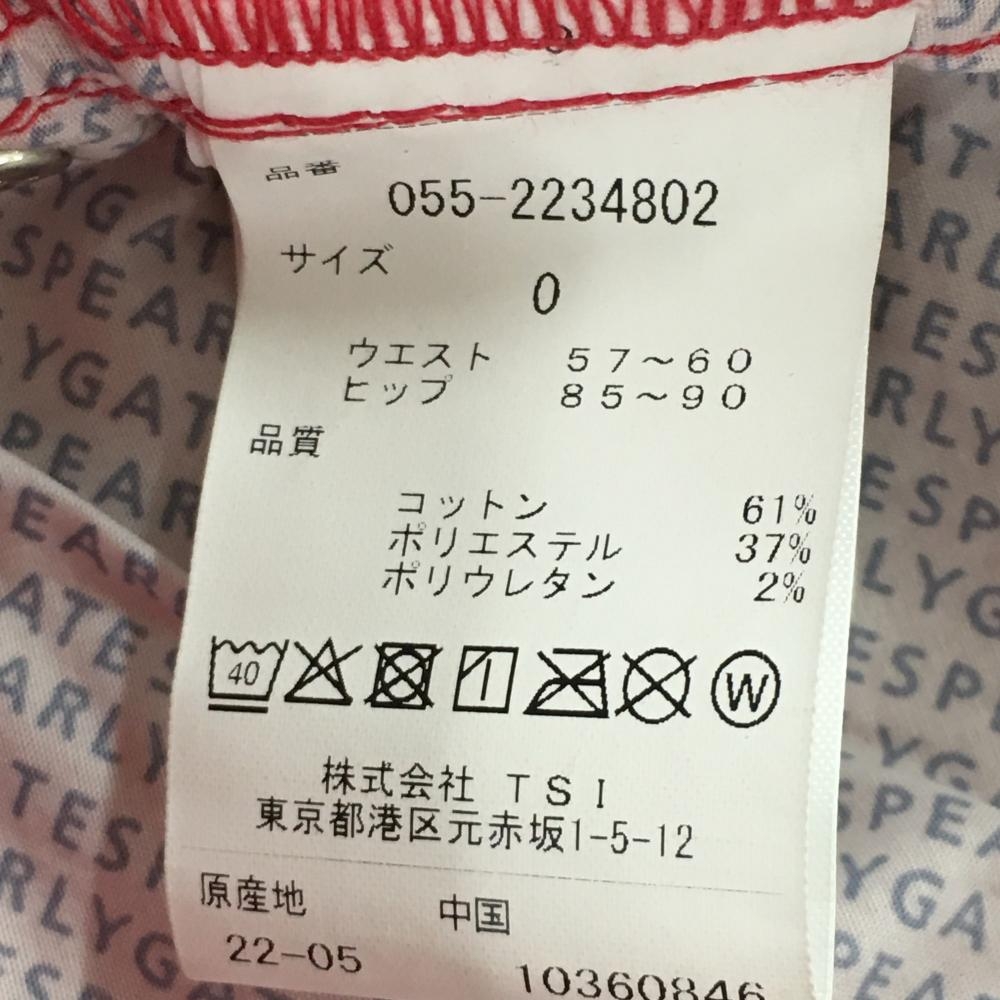 品番
055-2234802
サイズ
0
ウエスト 57～60
ヒップ 85～90
品質
コットン 61%
ポリエステル 37%
ポリウレタン 2%
40
W
株式会社 TSI
東京都港区元赤坂1-5-12
原産地 中国
22-05 10360846